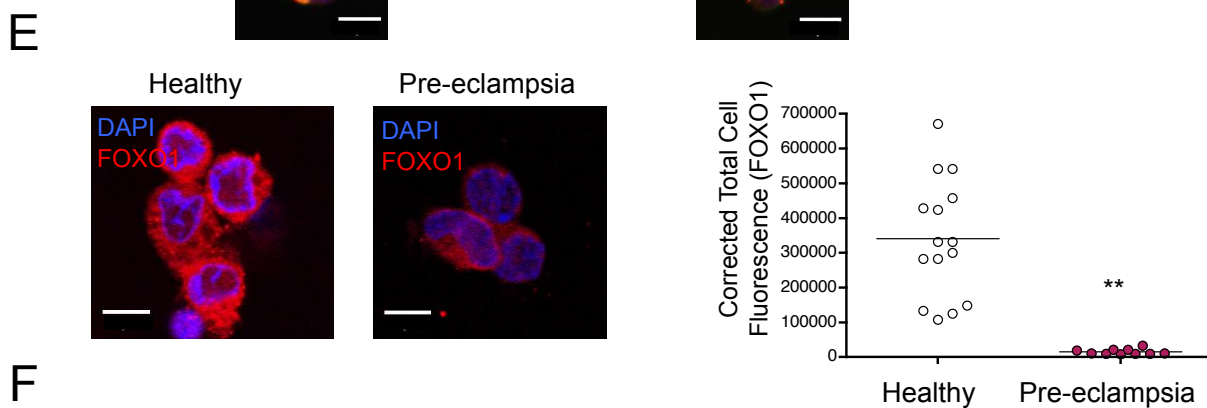 E
Healthy
Pre-eclampsia
DAPI
FOXO1
DAPI
FOXO1
Corrected Total Cell
Fluorescence (FOXO1)
700000
600000
500000
400000
300000
200000
100000
0
**
Healthy
Pre-eclampsia
F